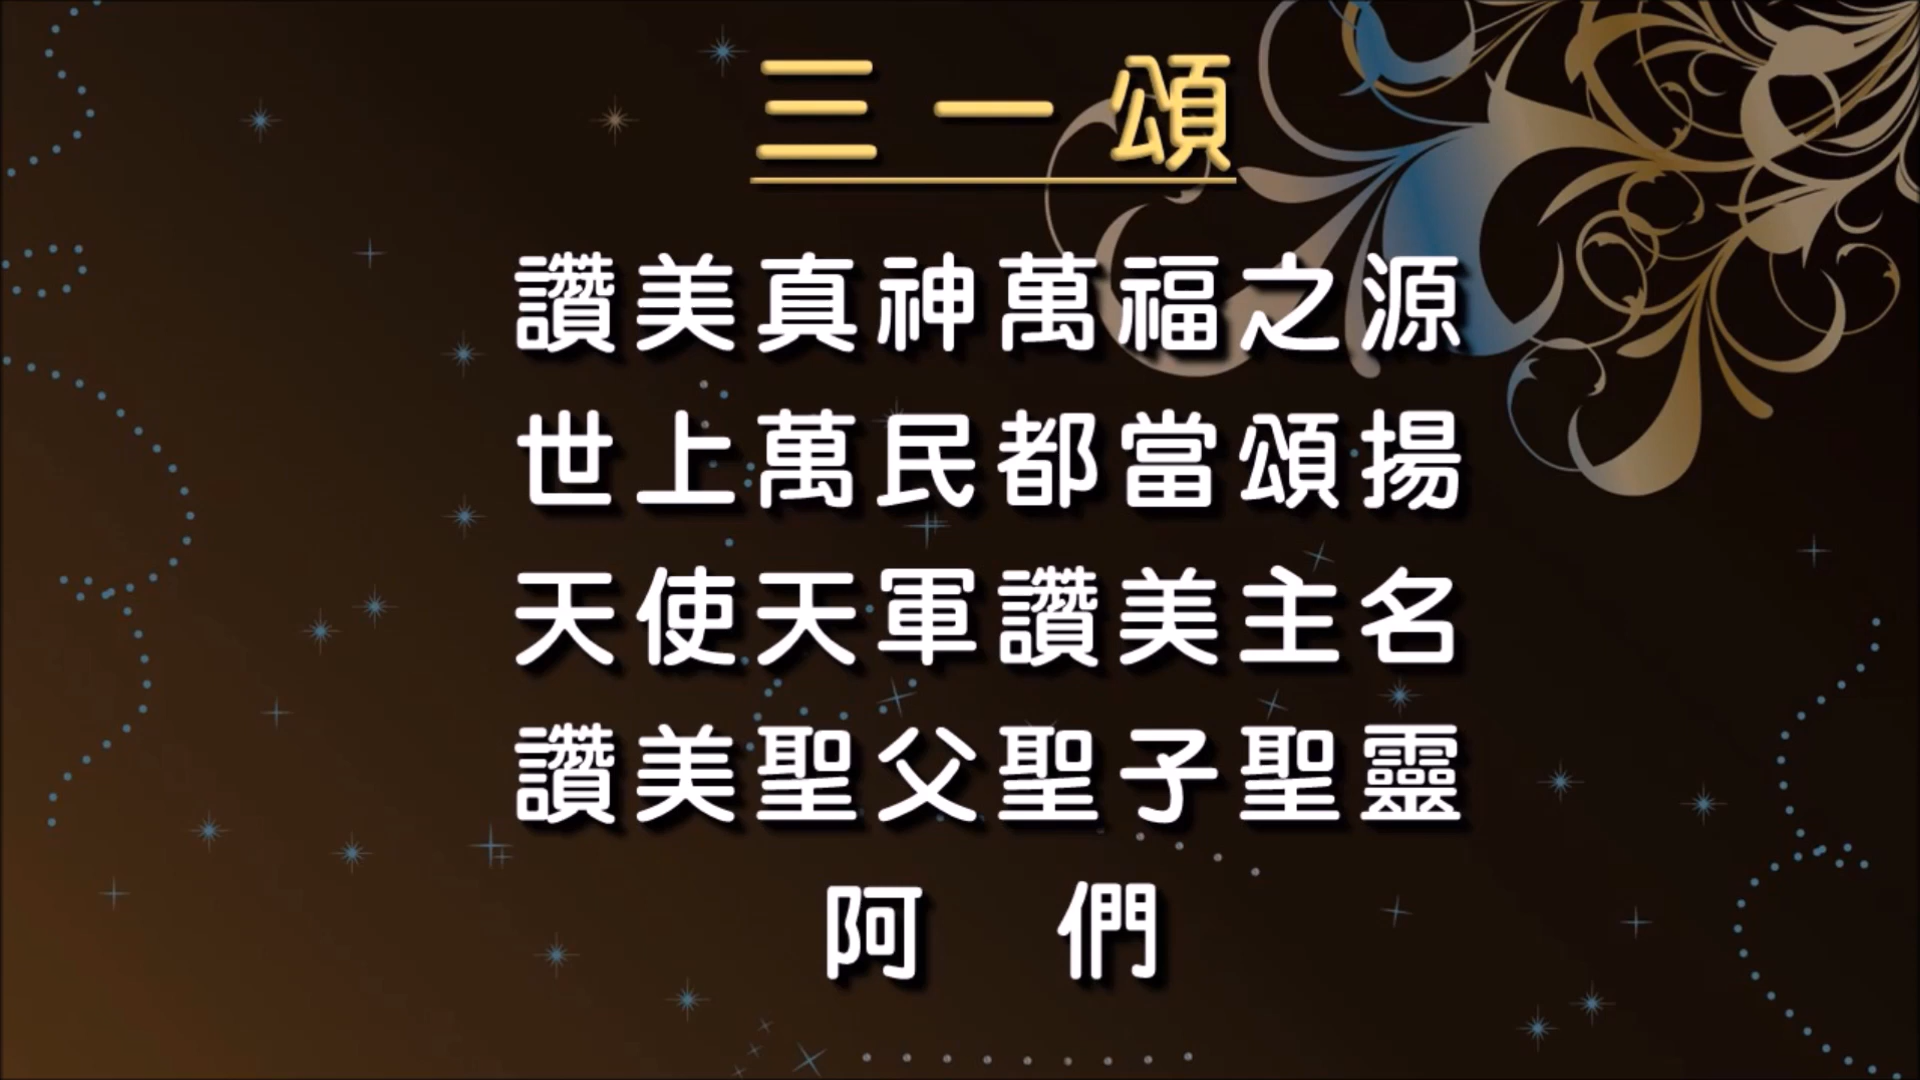 三一頌
讚美真神萬福之源
世上萬民都當頌揚
天使天軍讚美主名
讚美聖父聖子聖靈
阿　們